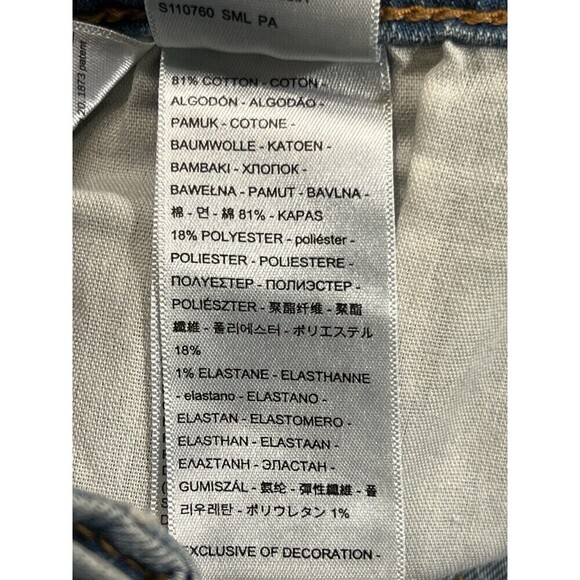 S110760 SML PA
20, 1873 patent
81% COTTON - COTON -
ALGODÓN - ALGODÃO -
PAMUK - COTONE -
BAUMWOLLE - KATOEN -
ΒΑΜΒΑΚΙ - ХЛОПОК -
BAWEŁNA - PAMUT - BAVLNA -
棉 - 면 - 綿 81% - KAPAS
18% POLYESTER - poliéster -
POLIESTER - POLIESTERE -
ΠΟΛΥΕΣΤΕΡ - ПОЛИЭСТЕР -
POLIÉSZTER - 聚酯纤维 - 聚酯
纖維 - 폴리에스터 - ポリエステル
18%
1% ELASTANE - ELASTHANNE
- elastano - ELASTANO -
ELASTAN - ELASTOMERO -
ELASTHAN - ELASTAAN -
ΕΛΑΣΤΑΝΗ - ЭЛАСТАН -
GUMISZÁL - 氨纶 - 彈性纖維 - 폴
리우레탄 - ポリウレタン 1%
EXCLUSIVE OF DECORATION -